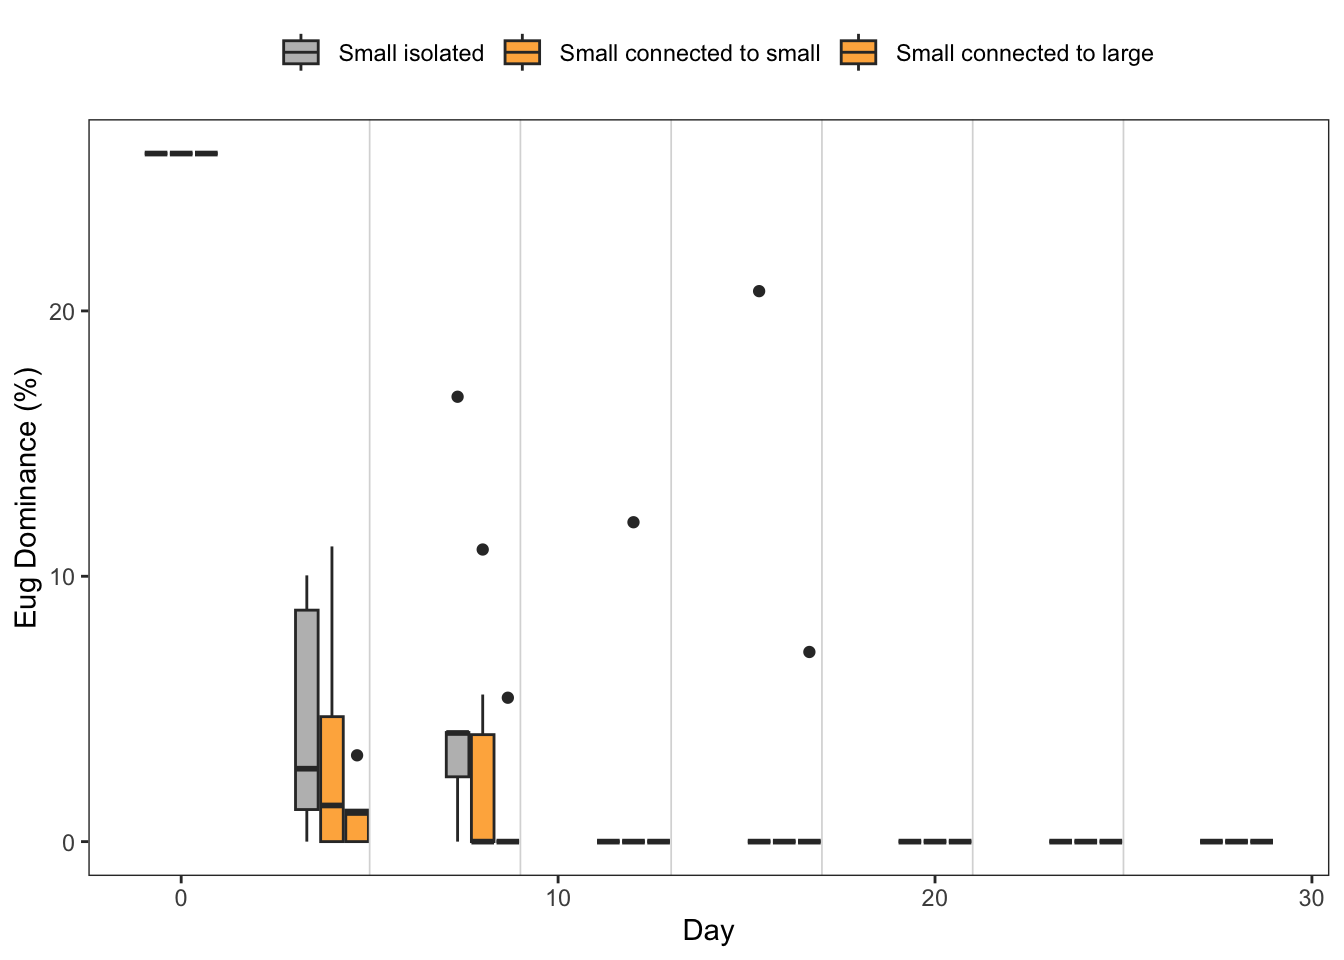 Small isolated Small connected to small Small connected to large
Eug Dominance (%)
20
10
0
0 10 20 30
Day